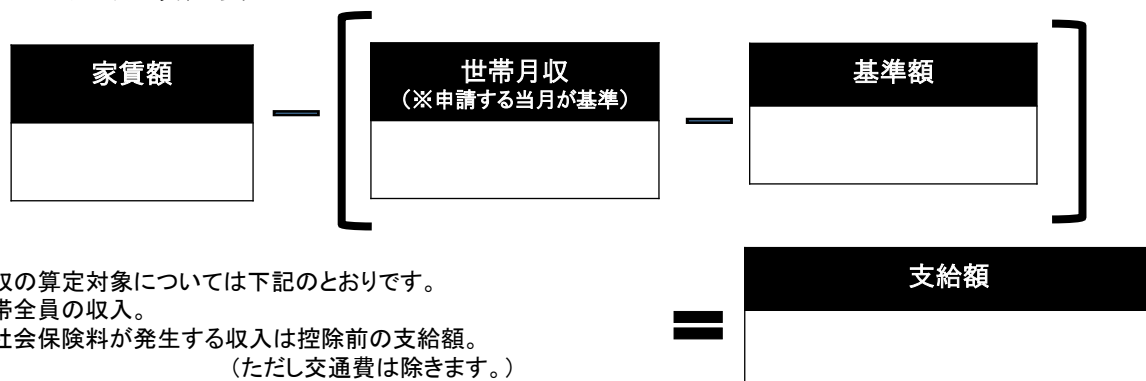 家賃額
世帯月収
（※申請する当月が基準）
基準額
収の算定対象については下記のとおりです。
帯全員の収入。
社会保険料が発生する収入は控除前の支給額。
（ただし交通費は除きます。）
支給額